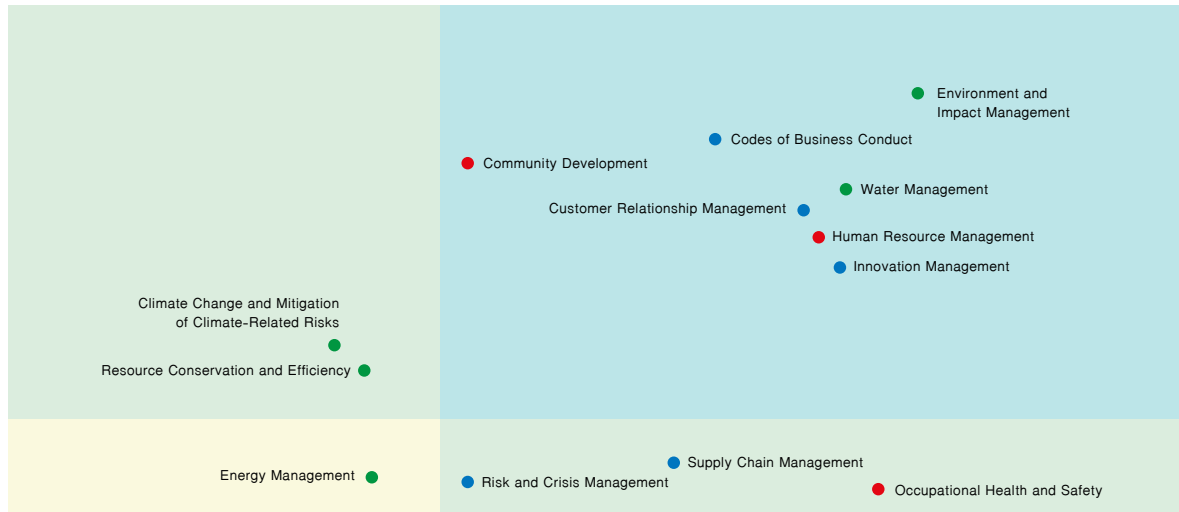 Environment and
Impact Management
Codes of Business Conduct
Community Development
Water Management
Customer Relationship Management
Human Resource Management
Innovation Management
Climate Change and Mitigation
of Climate-Related Risks
Resource Conservation and Efficiency
Supply Chain Management
Energy Management
Risk and Crisis Management
Occupational Health and Safety